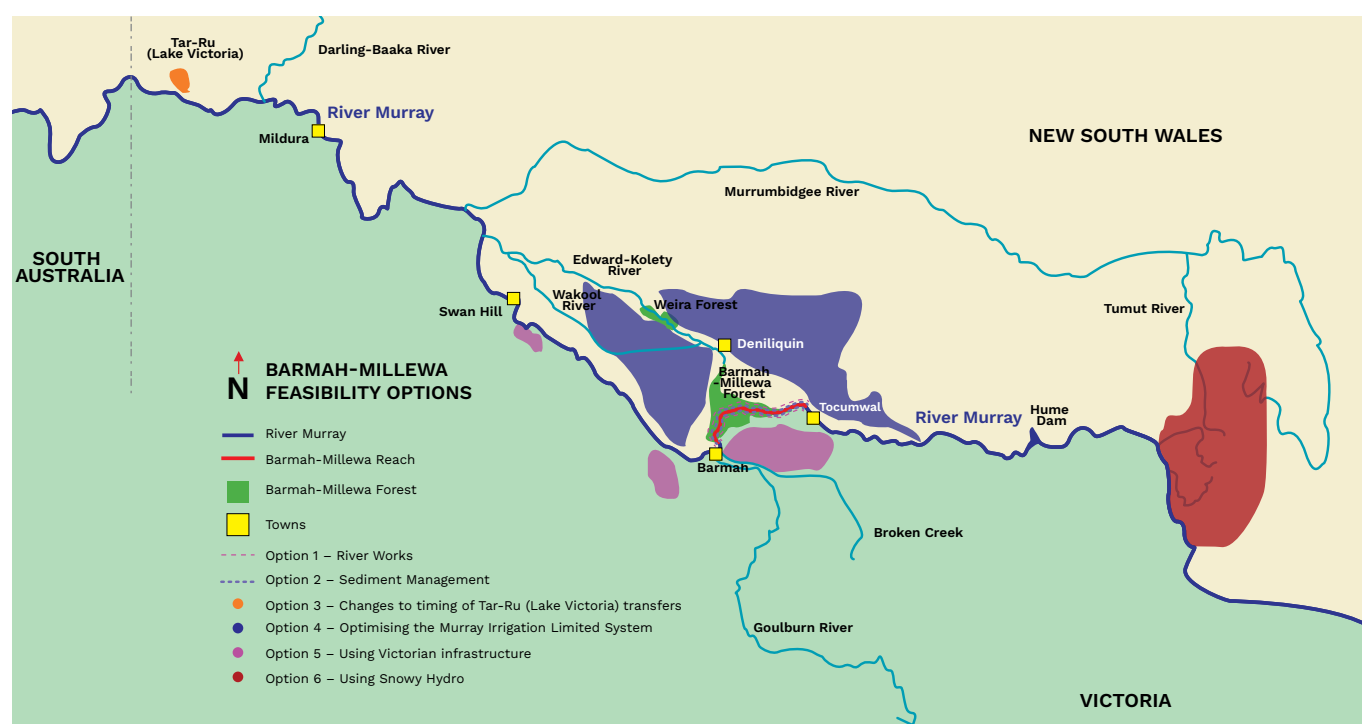 Tar-Ru
(Lake Victoria)
Darling-Baaka River
River Murray
Mildura
NEW SOUTH WALES
Murrumbidgee River
SOUTH
AUSTRALIA
Edward-Kolety
River
Wakool
River
Weira Forest
Tumut River
Swan Hill
Deniliquin
Barmah
-Millewa
Forest
Tocumwal
River Murray
Hume
Dam
Barmah
Broken Creek
Goulburn River
VICTORIA
N
BARMAH-MILLEWA
FEASIBILITY OPTIONS
River Murray
Barmah-Millewa Reach
Barmah-Millewa Forest
Towns
Option 1 – River Works
Option 2 – Sediment Management
Option 3 – Changes to timing of Tar-Ru (Lake Victoria) transfers
Option 4 – Optimising the Murray Irrigation Limited System
Option 5 – Using Victorian infrastructure
Option 6 – Using Snowy Hydro